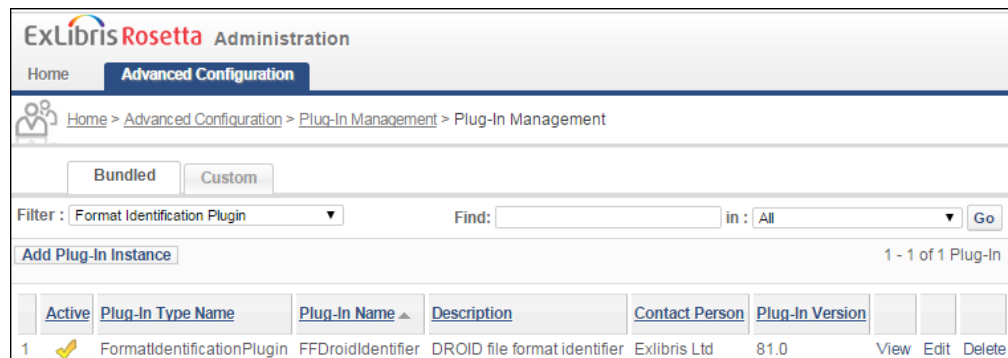 ExLibris Rosetta Administration
Home Advanced Configuration
Home > Advanced Configuration > Plug-In Management > Plug-In Management
Bundled Custom
Filter : Format Identification Plugin Find: in : All Go
Add Plug-In Instance 1 - 1 of 1 Plug-In
Active Plug-In Type Name Plug-In Name Description Contact Person Plug-In Version
1 FormatIdentificationPlugin FFDroidIdentifier DROID file format identifier Exlibris Ltd 81.0 View Edit Delete